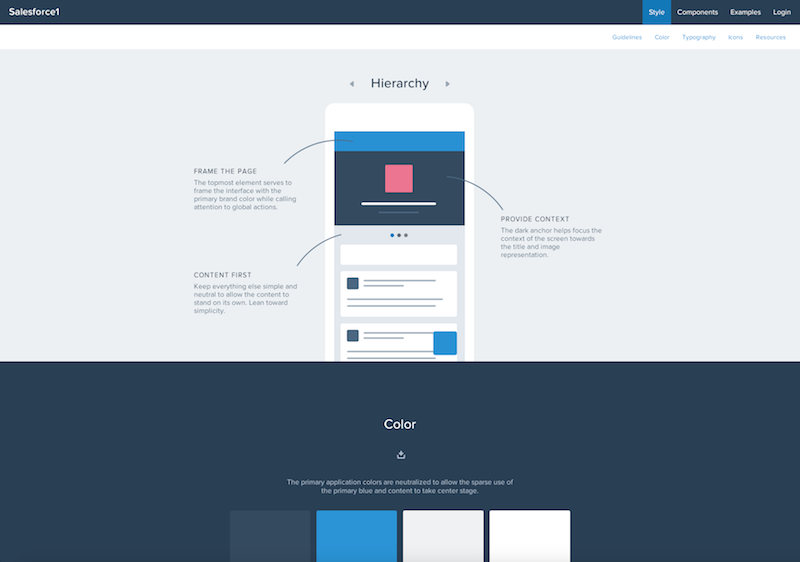 Salesforce1
Style
Components
Examples
Login
Guidelines
Color
Typography
Icons
Resources
Hierarchy
FRAME THE PAGE
The topmost element serves to
frame the interface with the
primary brand color while calling
attention to global actions.
PROVIDE CONTEXT
The dark anchor helps focus the
context of the screen towards
the title and image
representation.
CONTENT FIRST
Keep everything else simple and
neutral to allow the content to
stand on its own. Lean toward
simplicity.
Color
The primary application colors are neutralized to allow the sparse use of
the primary blue and content to take center stage.